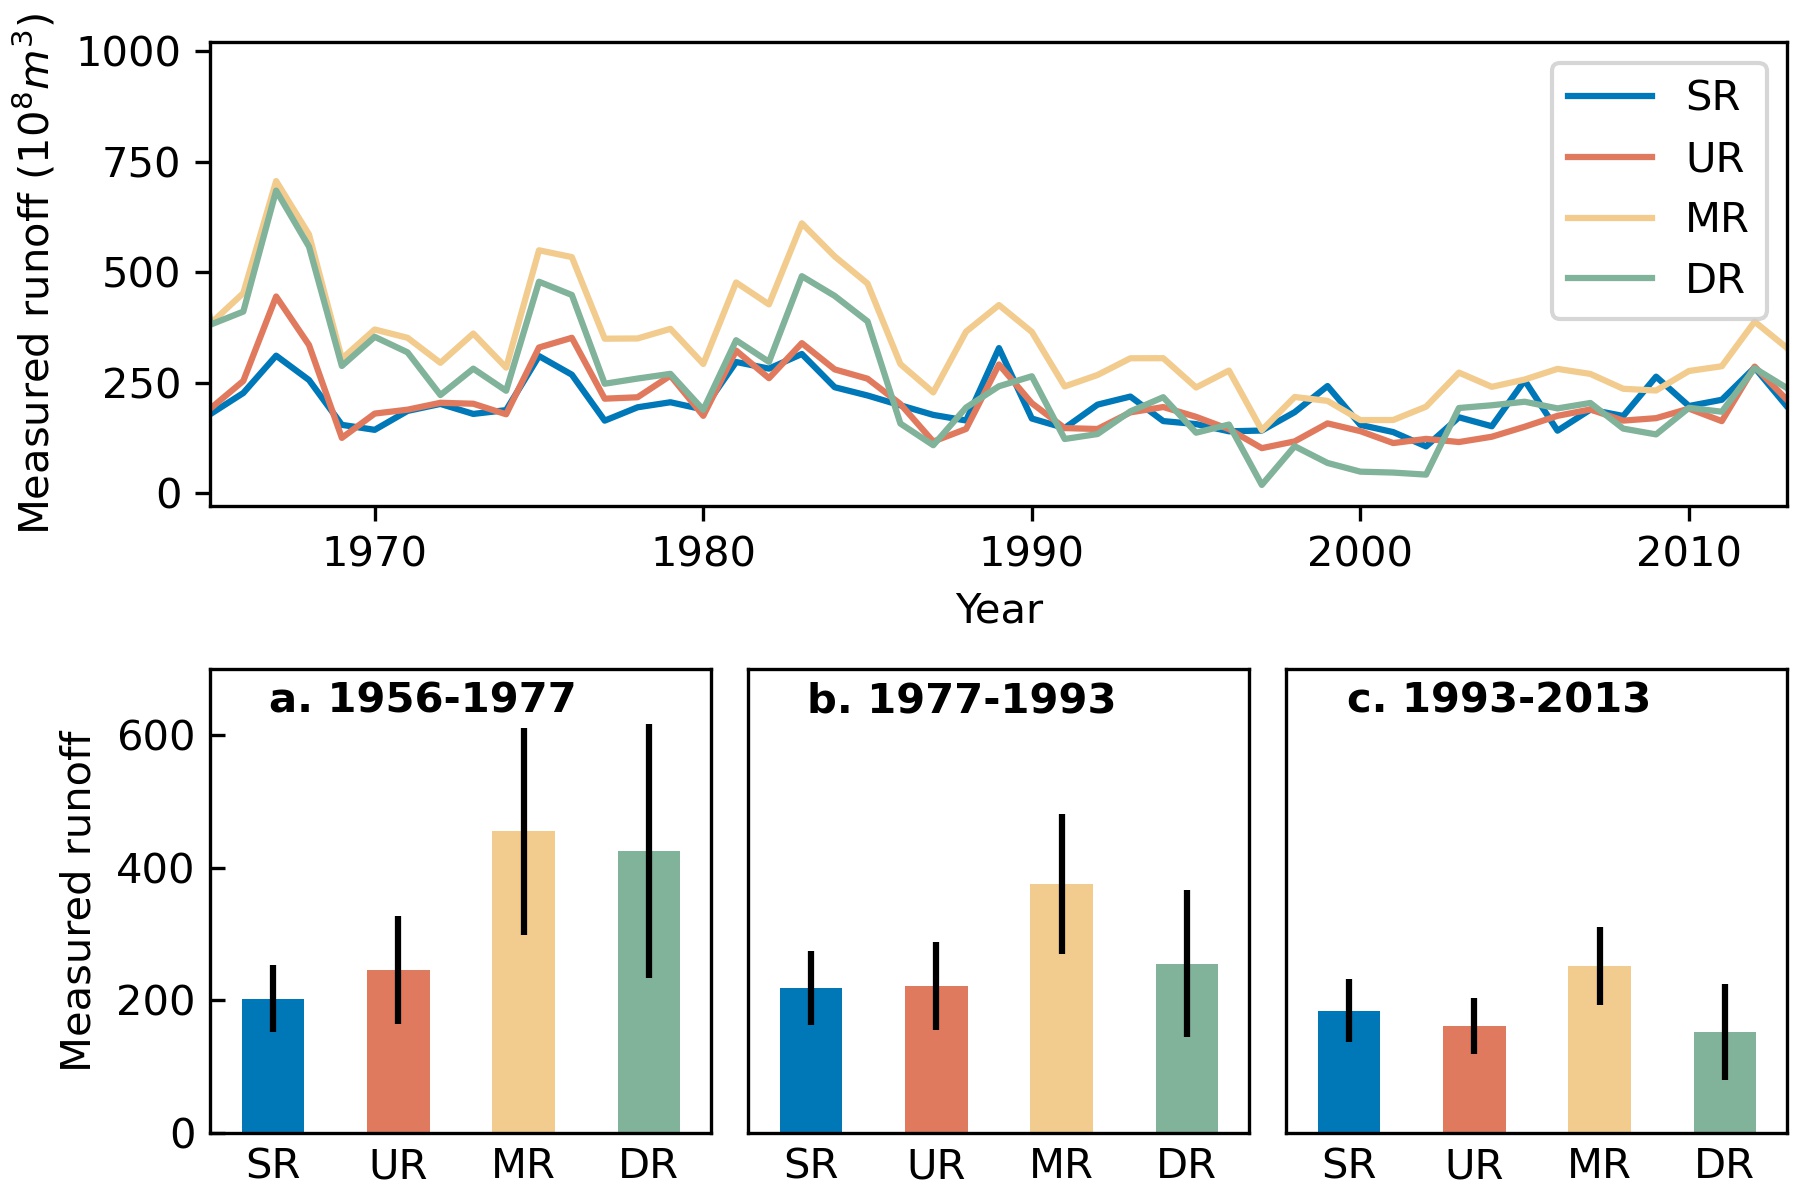 Measured runoff (10⁸m³)
1000
750
500
250
0
SR
UR
MR
DR
1970 1980 1990 2000 2010
Year
Measured runoff
600
400
200
0
a. 1956-1977
b. 1977-1993
c. 1993-2013
SR UR MR DR
SR UR MR DR
SR UR MR DR